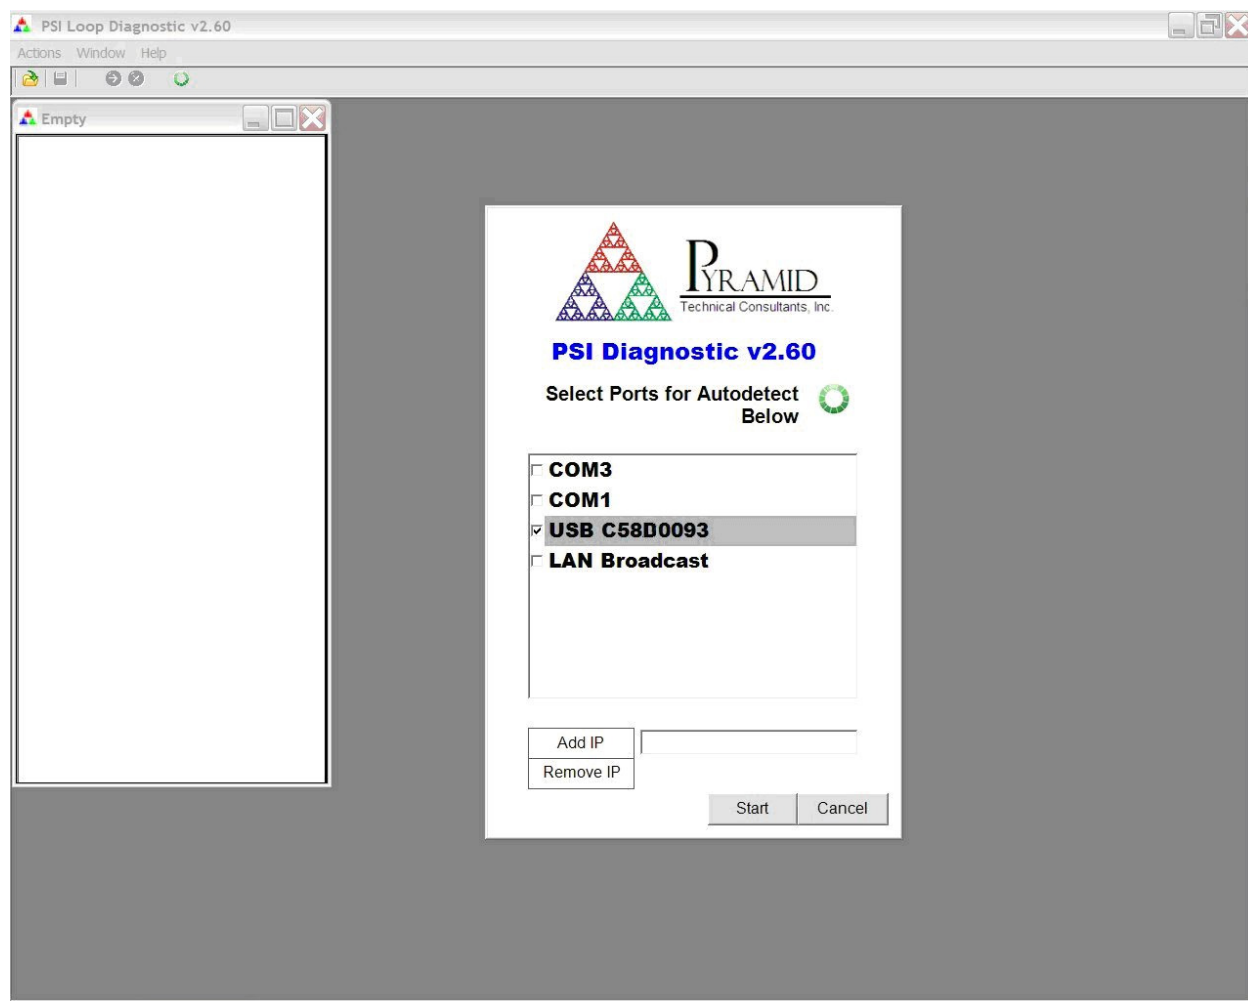 PSI Loop Diagnostic v2.60
Actions Window Help
Empty
PYRAMID
Technical Consultants, Inc.
PSI Diagnostic v2.60
Select Ports for Autodetect
Below
COM3
COM1
USB C58D0093
LAN Broadcast
Add IP
Remove IP
Start Cancel